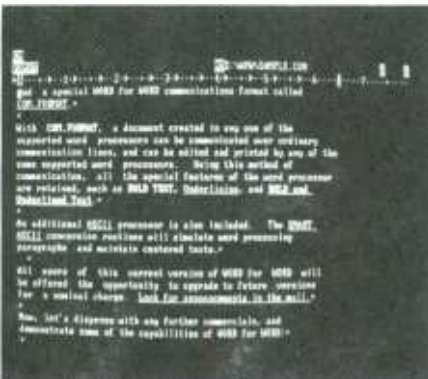 and a special WORD for WORD communications format called
COM.FORMAT.
With COM.FORMAT, a document created in any one of the
supported word processors can be communicated over ordinary
communication lines, and can be edited and printed by any of the
same supported word processors. Using this method of
communication, all the special features of the word processor
are retained, such as BOLD TEXT, Underlining, and BOLD and
Underlined Text.
An additional ASCII processor is also included. The SMART
ASCII conversion routines will simulate word processing
paragraphs and maintain centered texts.
All users of this current version of WORD for WORD will
be offered the opportunity to upgrade to future versions
for a nominal charge. Look for announcements in the mail.
Now, let's dispense with any further commercials, and
demonstrate some of the capabilities of WORD for WORD!